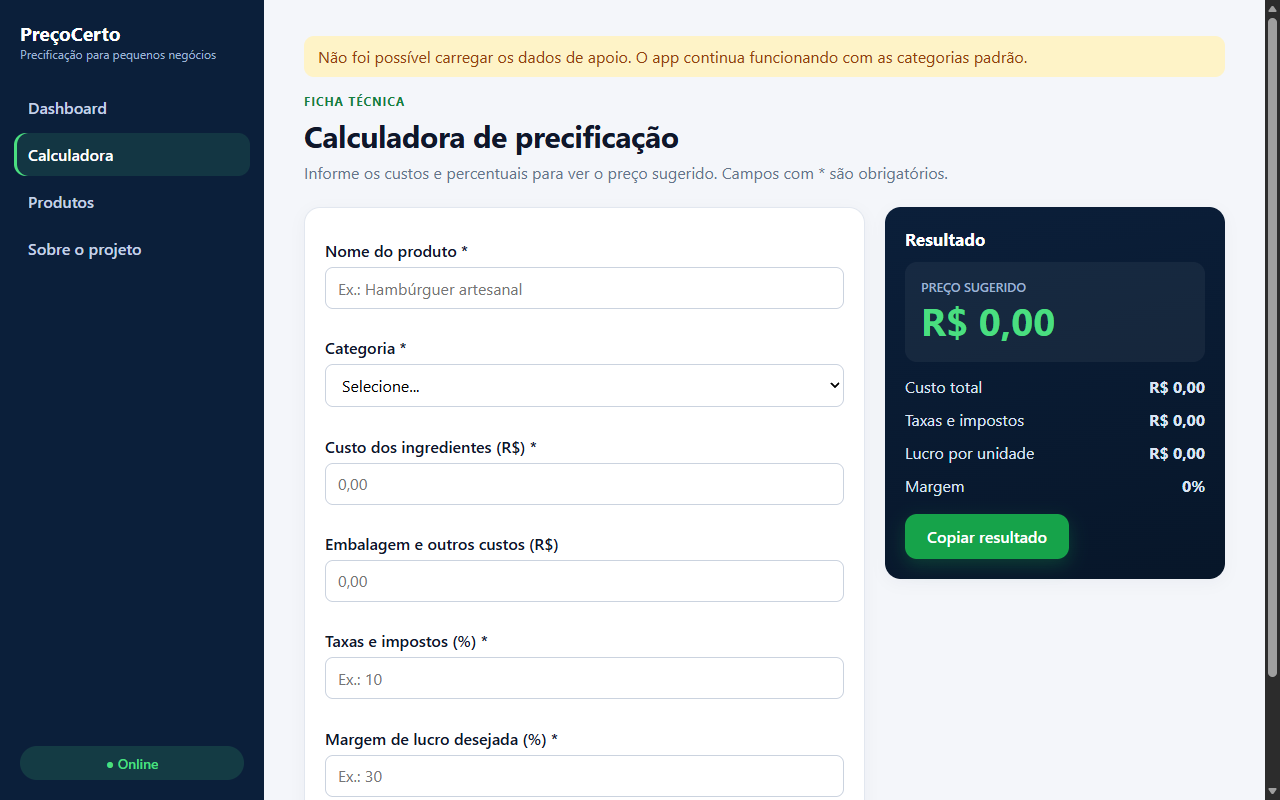 PreçoCerto
Precificação para pequenos negócios
Dashboard
Calculadora
Produtos
Sobre o projeto
● Online
Não foi possível carregar os dados de apoio. O app continua funcionando com as categorias padrão.
FICHA TÉCNICA
Calculadora de precificação
Informe os custos e percentuais para ver o preço sugerido. Campos com * são obrigatórios.
Nome do produto *
Ex.: Hambúrguer artesanal
Categoria *
Selecione...
Custo dos ingredientes (R$) *
0,00
Embalagem e outros custos (R$)
0,00
Taxas e impostos (%) *
Ex.: 10
Margem de lucro desejada (%) *
Ex.: 30
Resultado
PREÇO SUGERIDO
R$ 0,00
Custo total R$ 0,00
Taxas e impostos R$ 0,00
Lucro por unidade R$ 0,00
Margem 0%
Copiar resultado